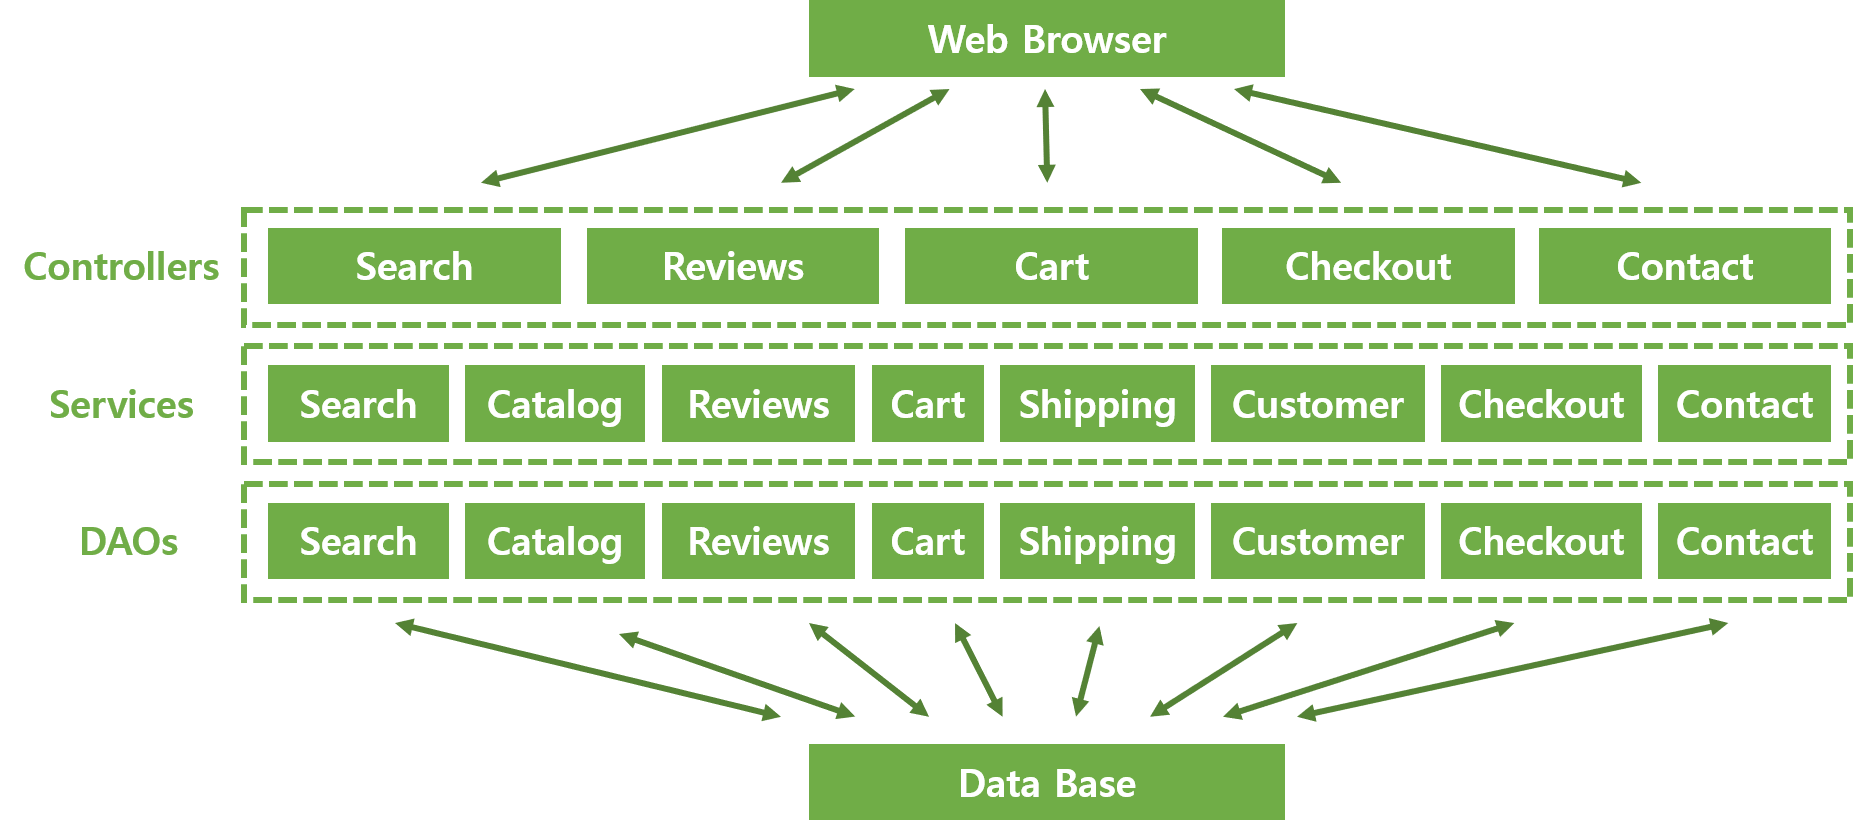 Web Browser
Controllers
Search
Reviews
Cart
Checkout
Contact
Services
Search
Catalog
Reviews
Cart
Shipping
Customer
Checkout
Contact
DAOs
Search
Catalog
Reviews
Cart
Shipping
Customer
Checkout
Contact
Data Base